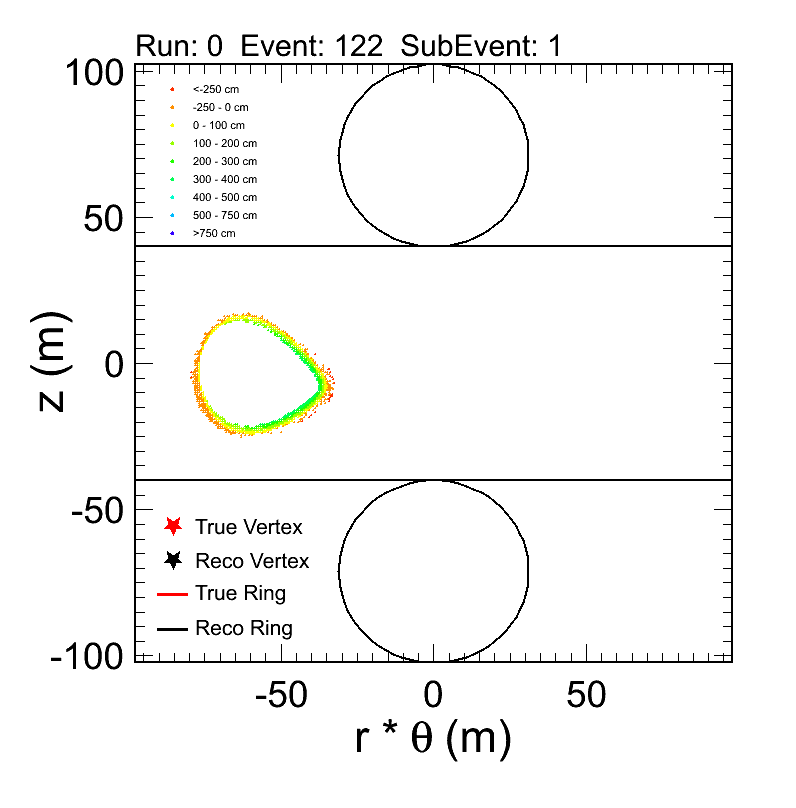 Run: 0 Event: 122 SubEvent: 1
100
<-250 cm
-250 - 0 cm
0 - 100 cm
100 - 200 cm
200 - 300 cm
300 - 400 cm
400 - 500 cm
500 - 750 cm
>750 cm
50
0
z (m)
-50
True Vertex
Reco Vertex
True Ring
Reco Ring
-100
-50 0 50
r * θ (m)